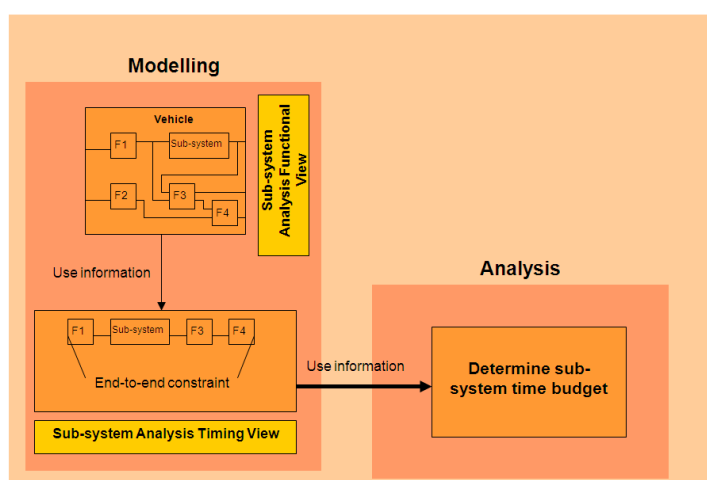 Modelling
Vehicle
F1
Sub-system
F2
F3
F4
Sub-system
Analysis Functional
View
Use information
F1
Sub-system
F3
F4
End-to-end constraint
Sub-system Analysis Timing View
Use information
Analysis
Determine sub-
system time budget